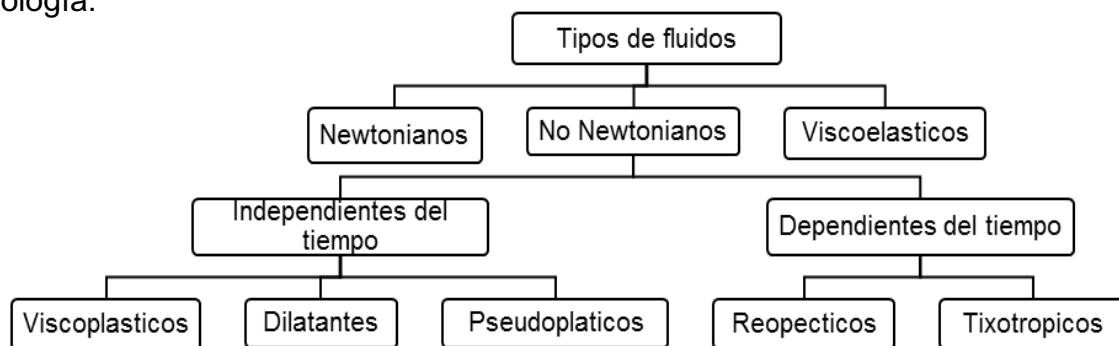 ología.
Tipos de fluidos
Newtonianos
No Newtonianos
Viscoelasticos
Independientes del
tiempo
Dependientes del tiempo
Viscoplasticos
Dilatantes
Pseudoplaticos
Reopecticos
Tixotropicos